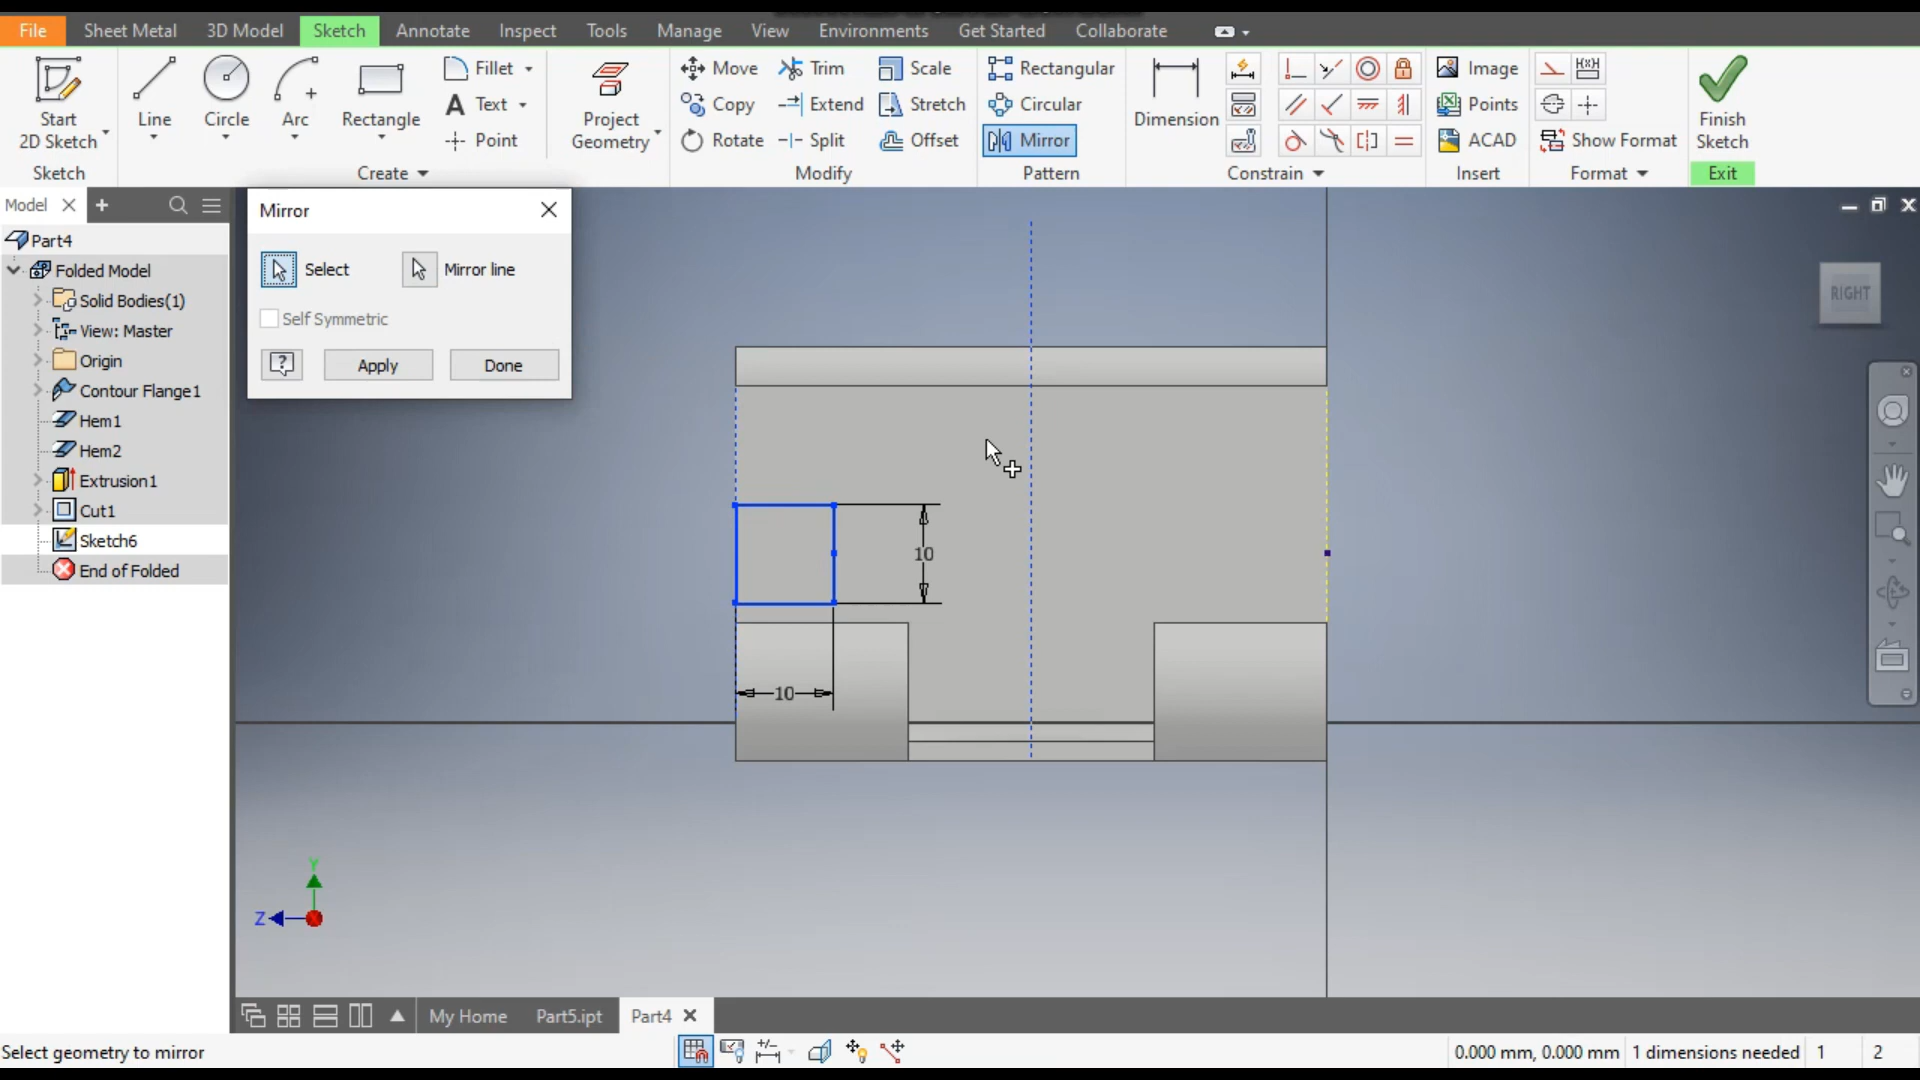 File Sheet Metal 3D Model Sketch Annotate Inspect Tools Manage View Environments Get Started Collaborate
Start 2D Sketch
Line
Circle
Arc
Rectangle
Fillet
Text
Point
Project Geometry
Move
Copy
Rotate
Trim
Extend
Split
Scale
Stretch
Offset
Rectangular
Circular
Mirror
Dimension
Image
Points
ACAD
Show Format
Finish Sketch
Sketch Create Modify Pattern Constrain Insert Format Exit
Model
Part4
Folded Model
Solid Bodies(1)
View: Master
Origin
Contour Flange1
Hem1
Hem2
Extrusion1
Cut1
Sketch6
End of Folded
Mirror
Select Mirror line
Self Symmetric
? Apply Done
RIGHT
10
10
Y
Z
My Home Part5.ipt Part4
Select geometry to mirror
0.000 mm, 0.000 mm 1 dimensions needed 1 2